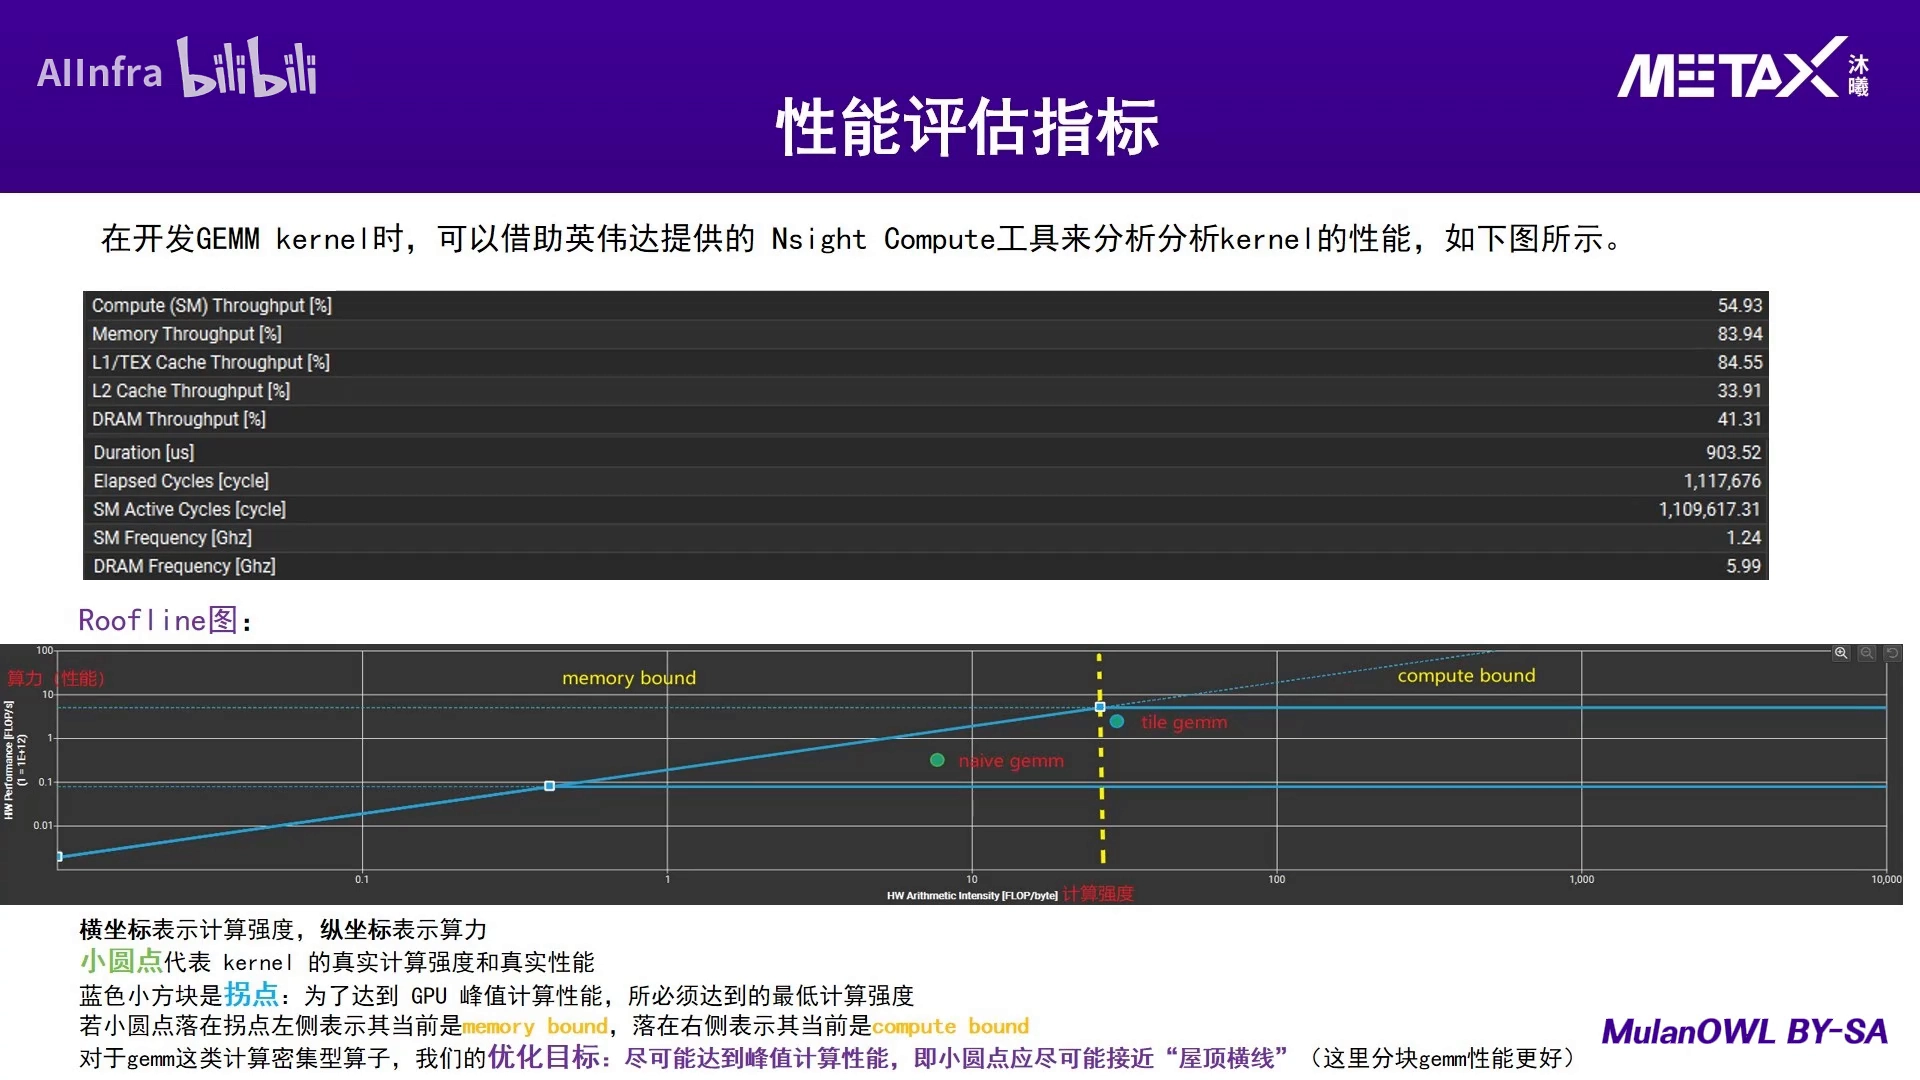 AIInfra bilibili
METAX 沐曦
性能评估指标
在开发GEMM kernel时，可以借助英伟达提供的 Nsight Compute工具来分析分析kernel的性能，如下图所示。
Compute (SM) Throughput [%] 54.93
Memory Throughput [%] 83.94
L1/TEX Cache Throughput [%] 84.55
L2 Cache Throughput [%] 33.91
DRAM Throughput [%] 41.31
Duration [us] 903.52
Elapsed Cycles [cycle] 1,117,676
SM Active Cycles [cycle] 1,109,617.31
SM Frequency [Ghz] 1.24
DRAM Frequency [Ghz] 5.99
Roofline图：
100
算力（性能）
memory bound
compute bound
10
tile gemm
1
naive gemm
0.1
0.01
HW Performance [FLOP/s]
(1 = 1E+12)
0.1 1 10 100 1,000 10,000
HW Arithmetic Intensity [FLOP/byte] 计算强度
横坐标表示计算强度，纵坐标表示算力
小圆点代表 kernel 的真实计算强度和真实性能
蓝色小方块是拐点：为了达到 GPU 峰值计算性能，所必须达到的最低计算强度
若小圆点落在拐点左侧表示其当前是memory bound，落在右侧表示其当前是compute bound
对于gemm这类计算密集型算子，我们的优化目标：尽可能达到峰值计算性能，即小圆点应尽可能接近“屋顶横线”（这里分块gemm性能更好）
MulanOWL BY-SA